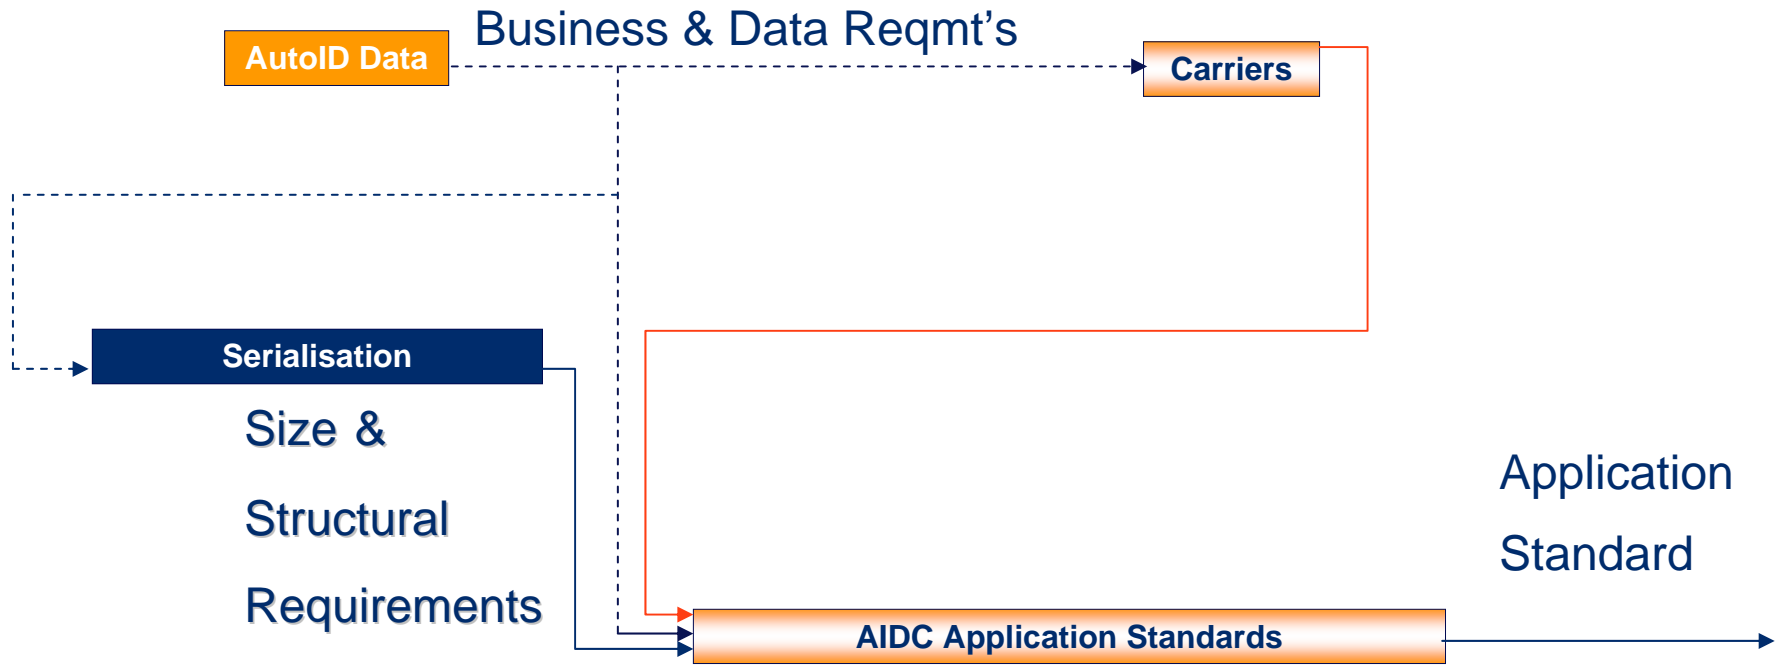 Business & Data Reqmt's
AutoID Data
Carriers
Serialisation
Size &
Structural
Requirements
Application
Standard
AIDC Application Standards